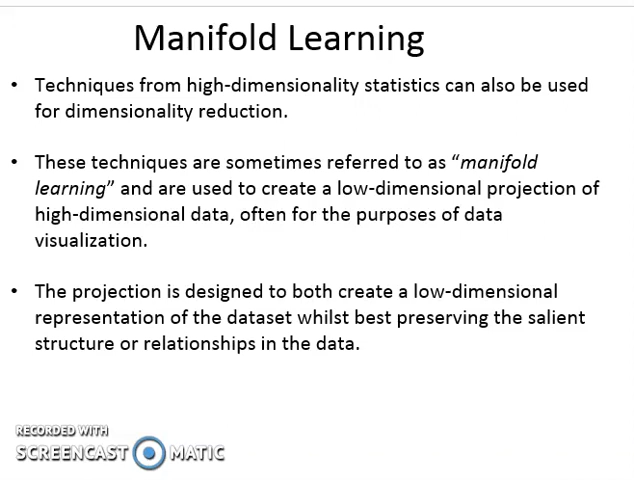 Manifold Learning
• Techniques from high-dimensionality statistics can also be used
for dimensionality reduction.
• These techniques are sometimes referred to as “manifold
learning” and are used to create a low-dimensional projection of
high-dimensional data, often for the purposes of data
visualization.
• The projection is designed to both create a low-dimensional
representation of the dataset whilst best preserving the salient
structure or relationships in the data.
RECORDED WITH
SCREENCAST MATIC